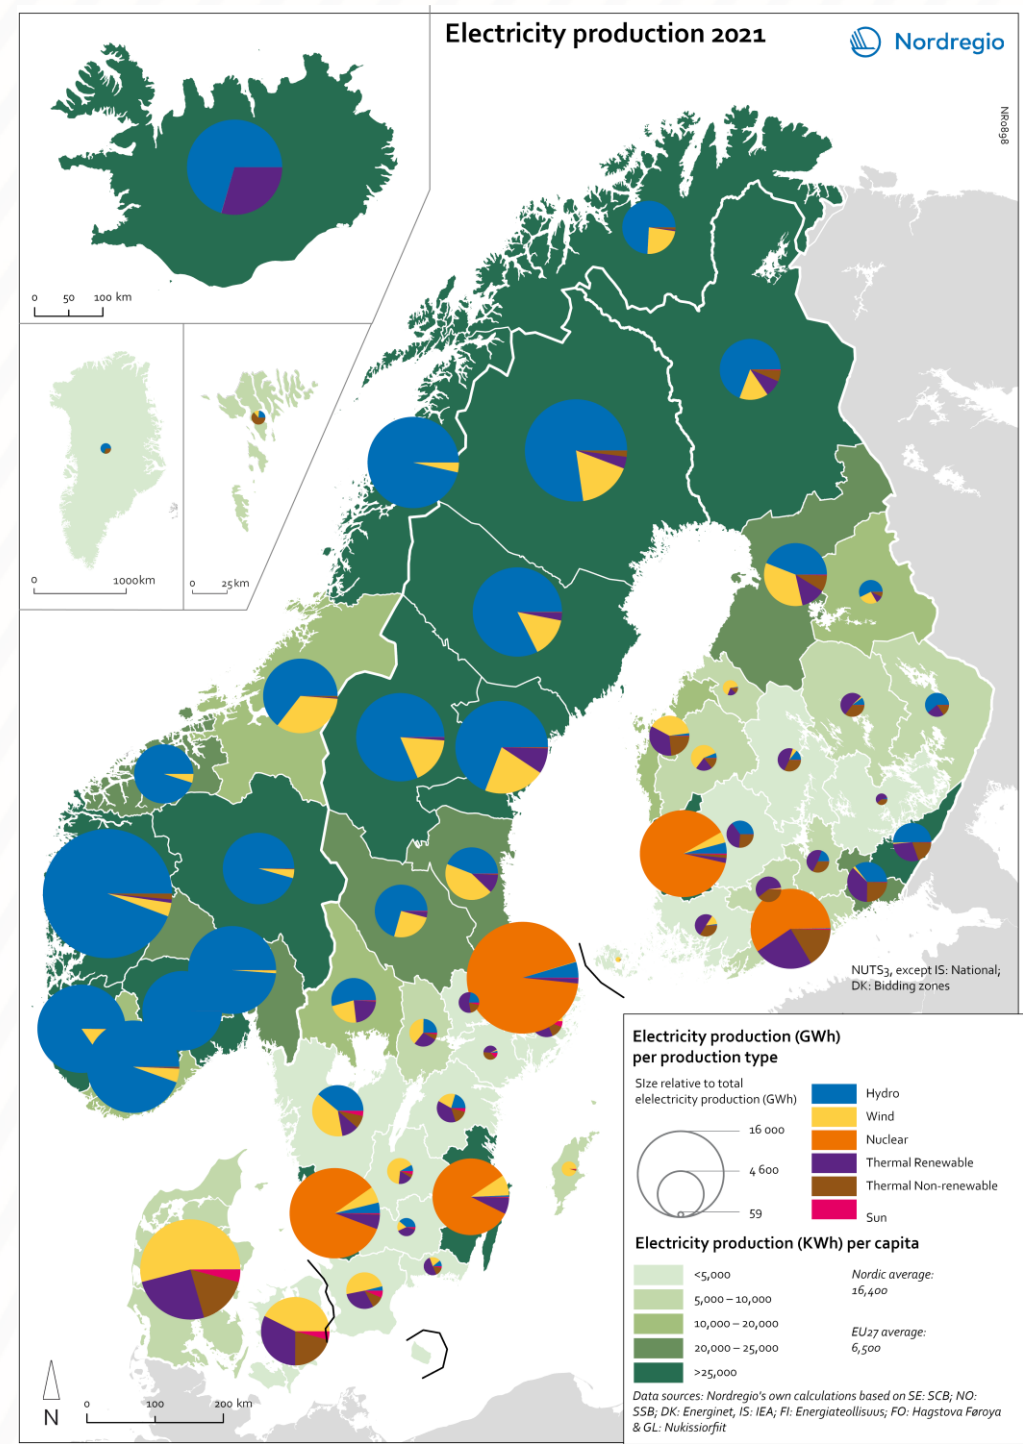 Electricity production 2021
Nordregio
NR0898
0 50 100 km
0 1000km
0 25km
NUTS3, except IS: National;
DK: Bidding zones
Electricity production (GWh)
per production type
SIze relative to total
elelectricity production (GWh)
16 000
4 600
59
Hydro
Wind
Nuclear
Thermal Renewable
Thermal Non-renewable
Sun
Electricity production (KWh) per capita
<5,000
5,000 – 10,000
10,000 – 20,000
20,000 – 25,000
>25,000
Nordic average:
16,400
EU27 average:
6,500
Data sources: Nordregio's own calculations based on SE: SCB; NO:
SSB; DK: Energinet, IS: IEA; FI: Energiateollisuus; FO: Hagstova Føroya
& GL: Nukissiorfiit
N
0 100 200 km